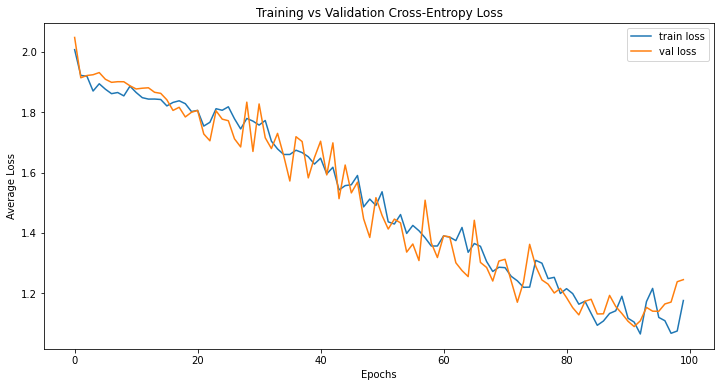 Training vs Validation Cross-Entropy Loss
train loss
val loss
Average Loss
2.0
1.8
1.6
1.4
1.2
0 20 40 60 80 100
Epochs